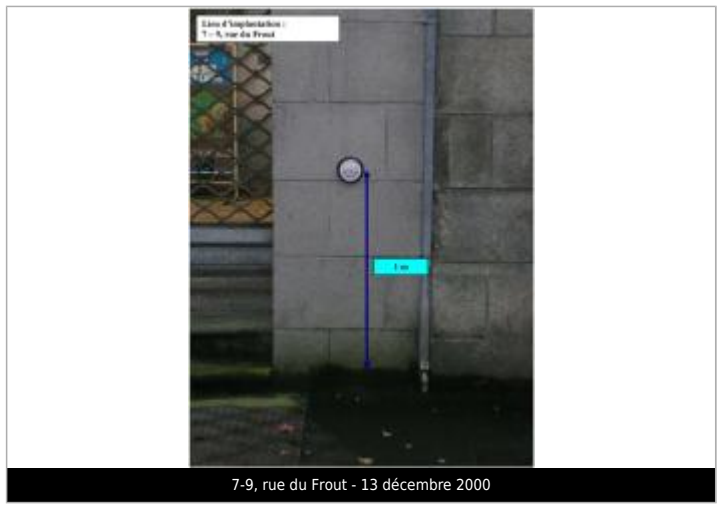 Lieu d'implantation :
7 - 9, rue du Frout
1 m
7-9, rue du Frout - 13 décembre 2000